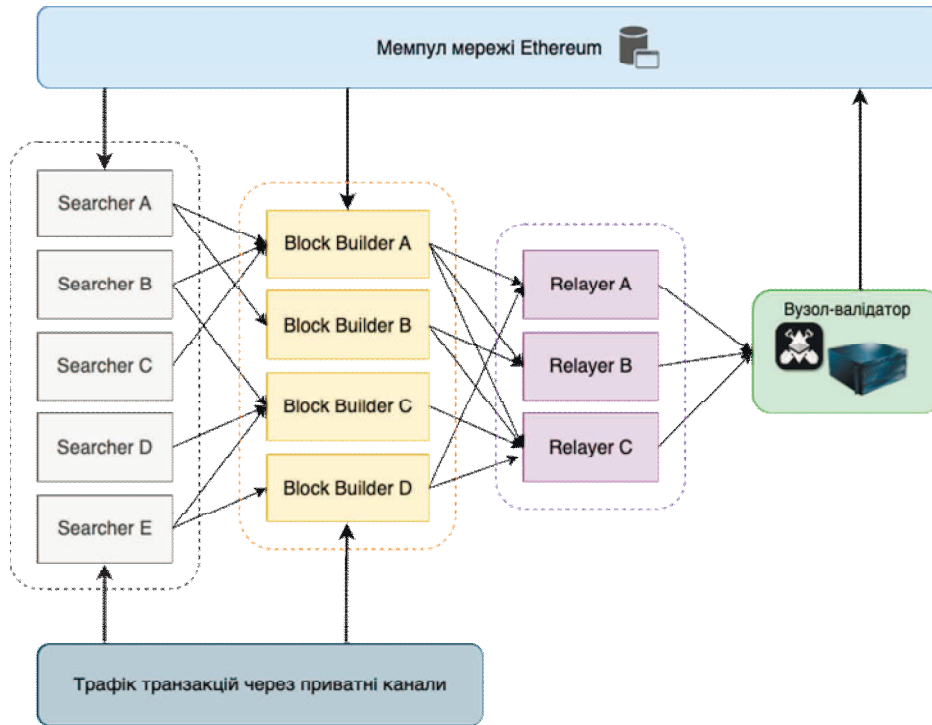 Мемпул мережі Ethereum
Searcher A
Searcher B
Searcher C
Searcher D
Searcher E
Block Builder A
Block Builder B
Block Builder C
Block Builder D
Relayer A
Relayer B
Relayer C
Вузол-валідатор
Трафік транзакцій через приватні канали